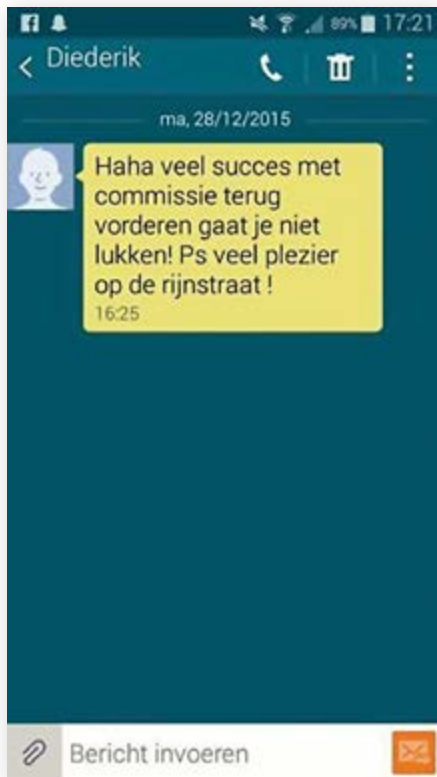 89% 17:21
Diederik
ma, 28/12/2015
Haha veel succes met
commissie terug
vorderen gaat je niet
lukken! Ps veel plezier
op de rijnstraat !
16:25
Bericht invoeren